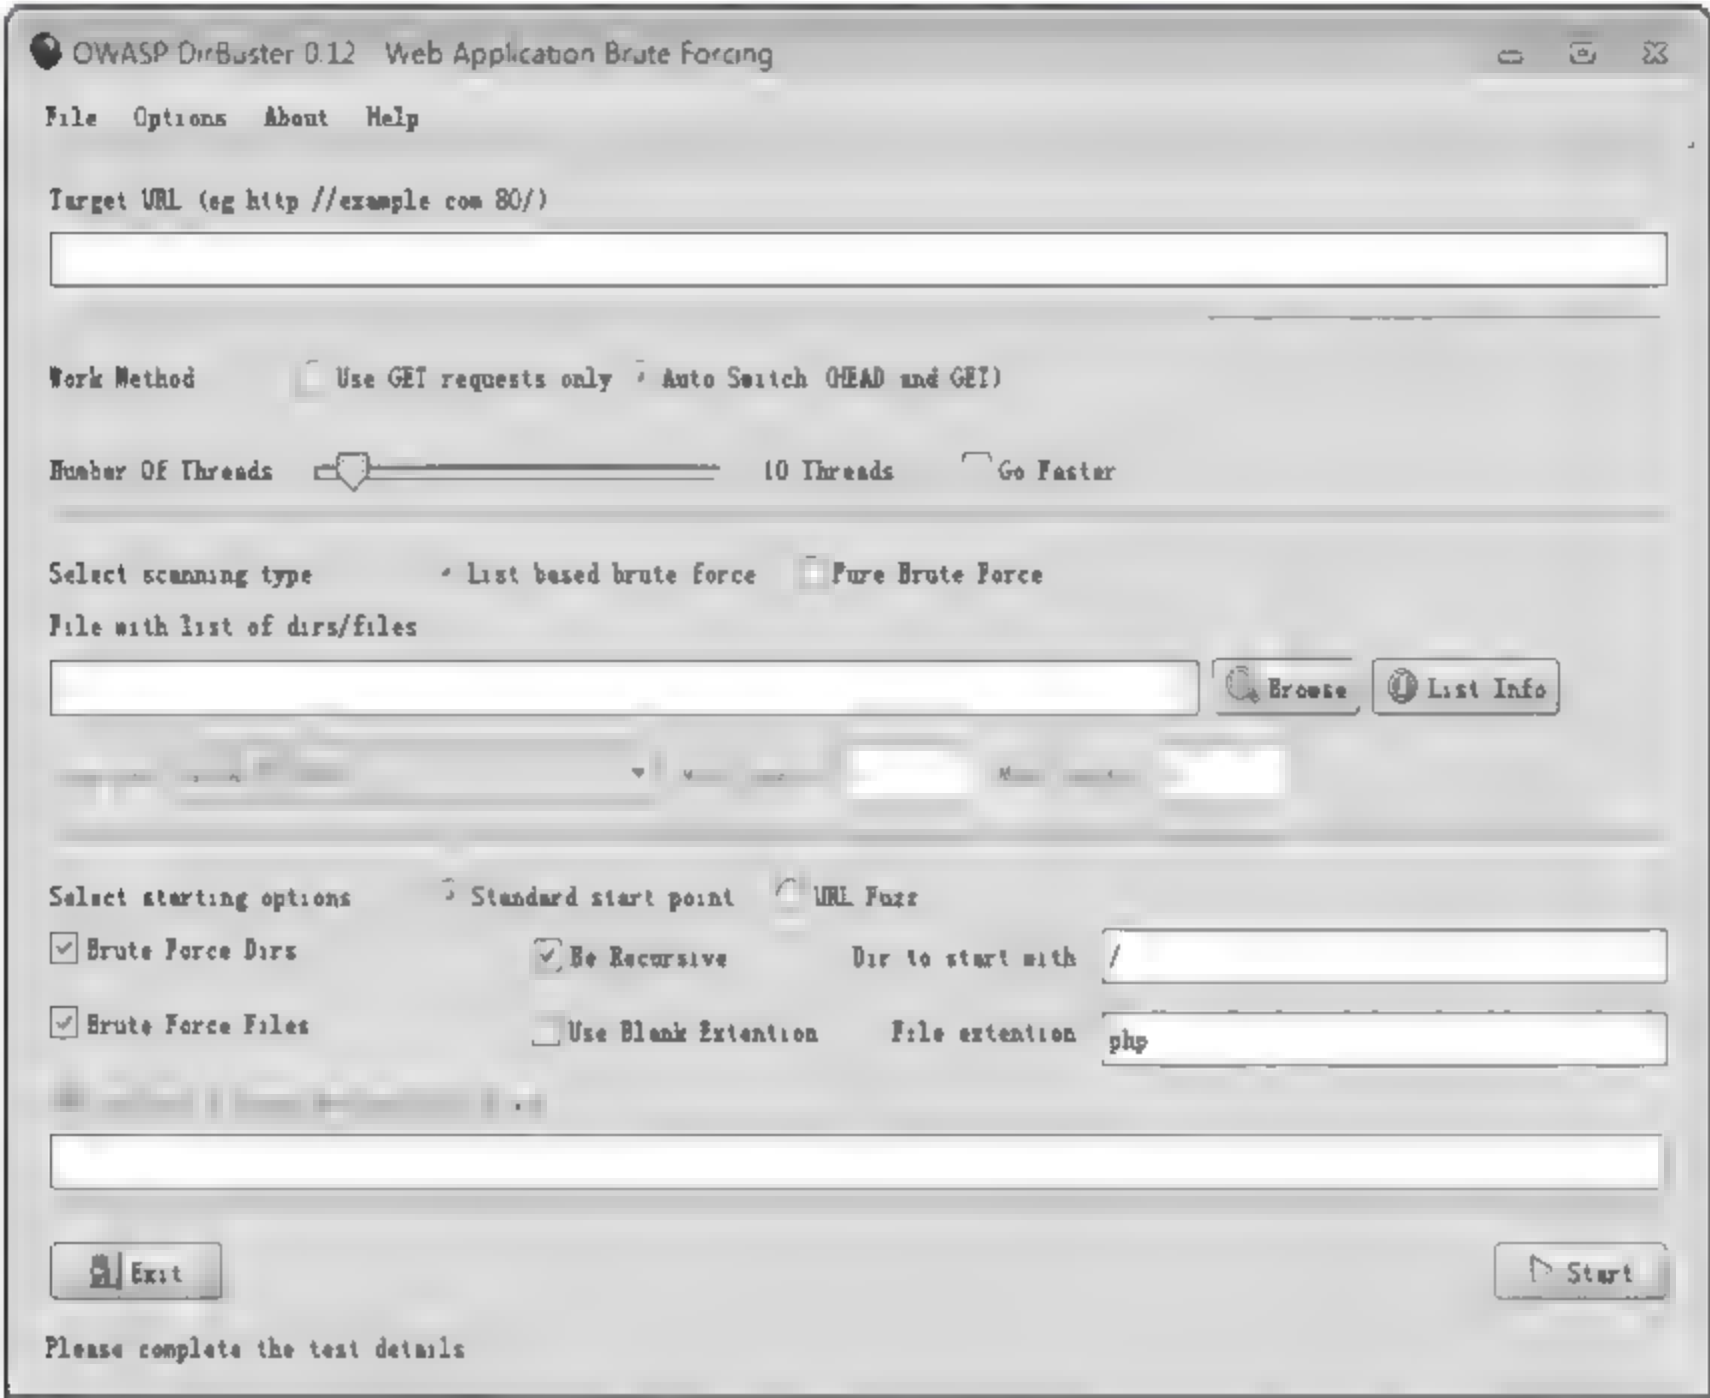 OWASP DirBuster 0.12   Web Application Brute Forcing
File   Options   About   Help
Target URL (eg http //example com 80/)
Work Method   Use GET requests only   Auto Switch (HEAD and GET)
Number Of Threads   10 Threads   Go Faster
Select scanning type   List based brute force   Pure Brute Force
File with list of dirs/files
Browse   List Info
Select starting options   Standard start point   URL Fuzz
Brute Force Dirs   Be Recursive   Dir to start with   /
Brute Force Files   Use Blank Extention   File extention   php
Exit   Start
Please complete the test details